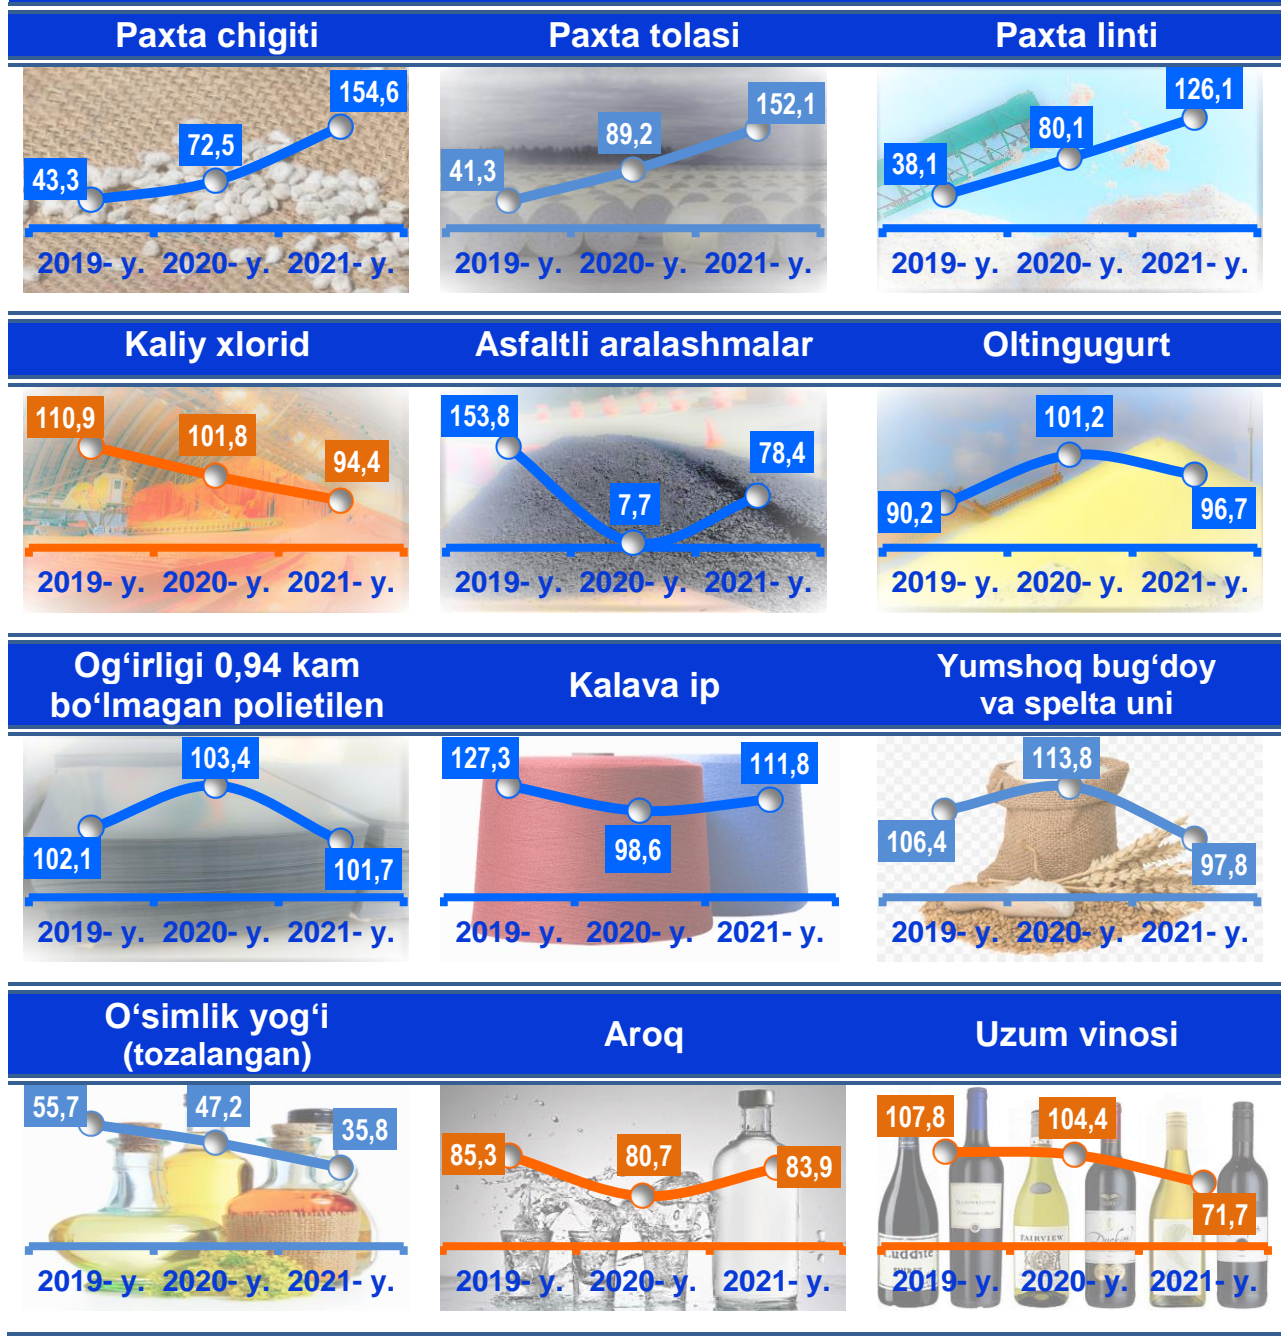 Paxta chigiti
Paxta tolasi
Paxta linti
43,3
72,5
154,6
2019- y. 2020- y. 2021- y.
41,3
89,2
152,1
2019- y. 2020- y. 2021- y.
38,1
80,1
126,1
2019- y. 2020- y. 2021- y.
Kaliy xlorid
Asfaltli aralashmalar
Oltingugurt
110,9
101,8
94,4
2019- y. 2020- y. 2021- y.
153,8
7,7
78,4
2019- y. 2020- y. 2021- y.
90,2
101,2
96,7
2019- y. 2020- y. 2021- y.
Og‘irligi 0,94 kam
bo‘lmagan polietilen
Kalava ip
Yumshoq bug‘doy
va spelta uni
102,1
103,4
101,7
2019- y. 2020- y. 2021- y.
127,3
98,6
111,8
2019- y. 2020- y. 2021- y.
106,4
113,8
97,8
2019- y. 2020- y. 2021- y.
O‘simlik yog‘i
(tozalangan)
Aroq
Uzum vinosi
55,7
47,2
35,8
2019- y. 2020- y. 2021- y.
85,3
80,7
83,9
2019- y. 2020- y. 2021- y.
107,8
104,4
71,7
FAIRVIEW
2019- y. 2020- y. 2021- y.